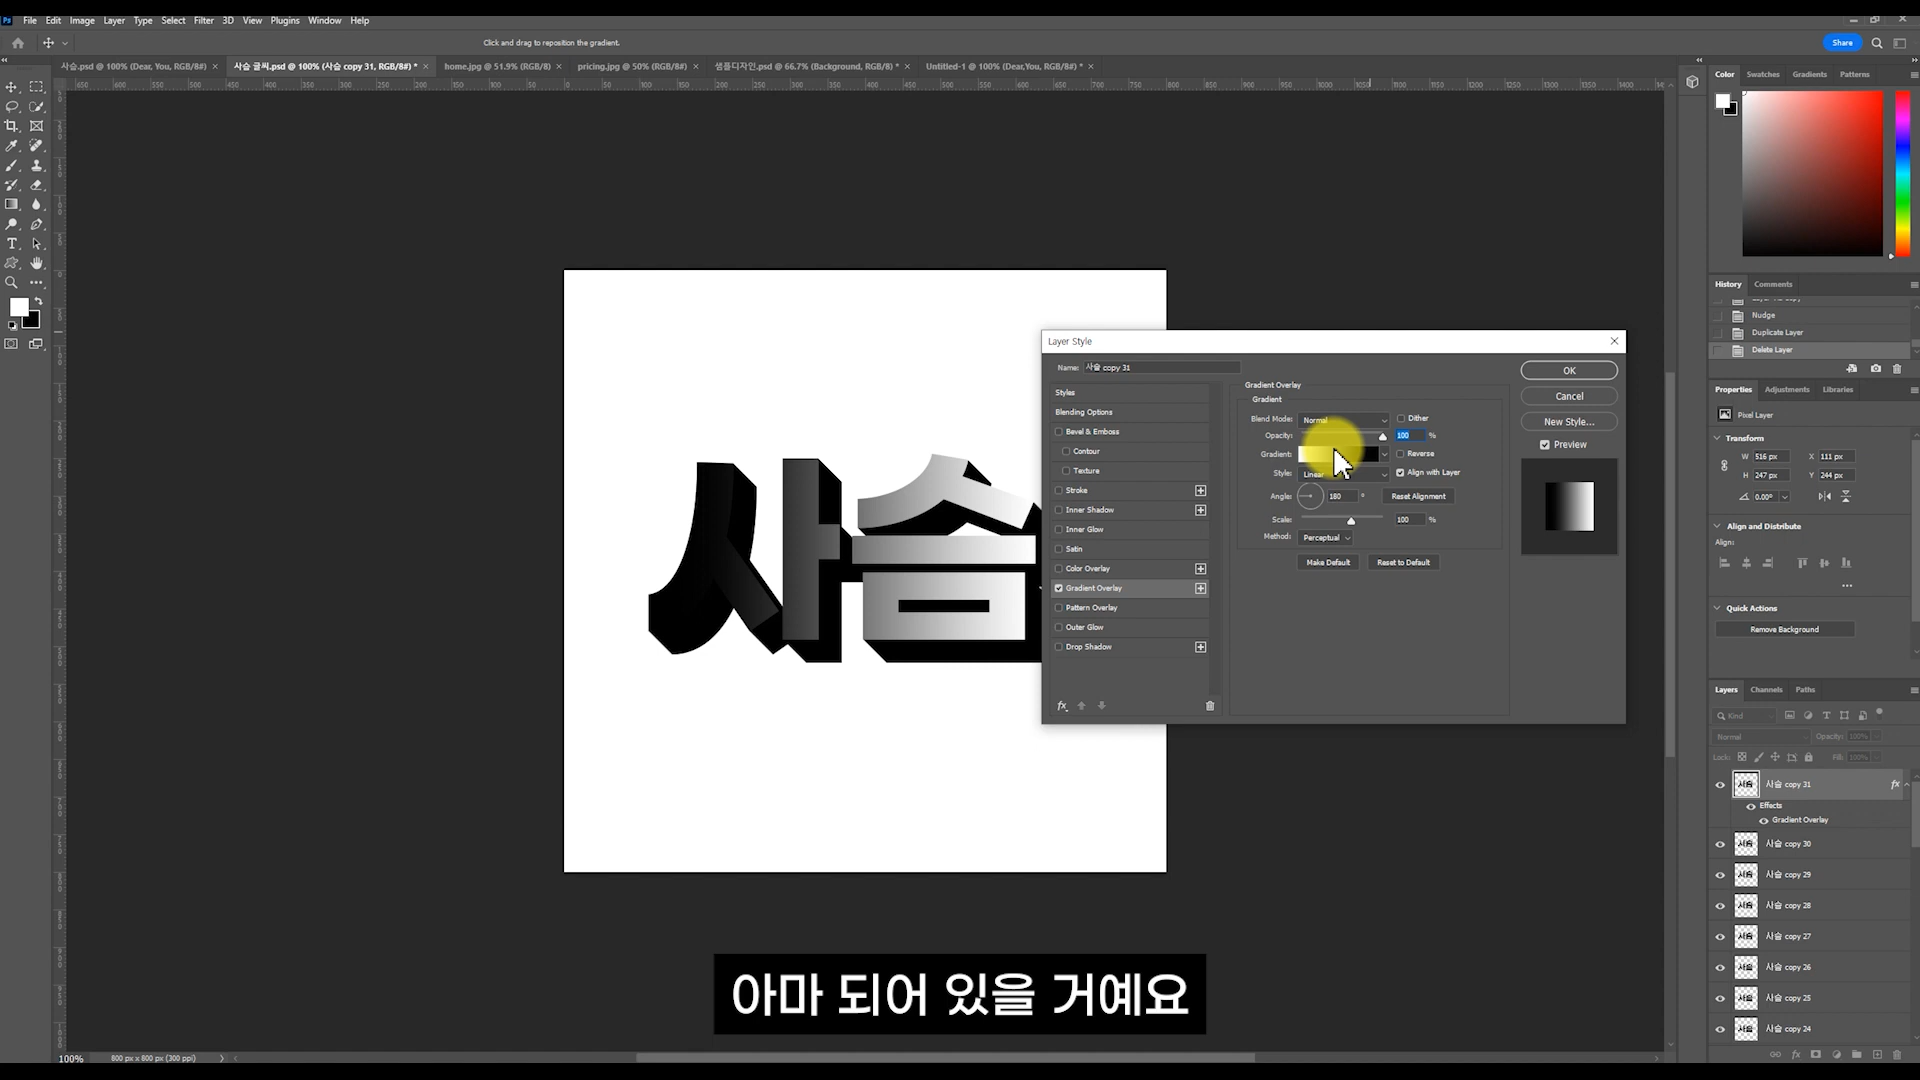 File Edit Image Layer Type Select Filter 3D View Plugins Window Help
Click and drag to reposition the gradient.
Share
사슴.psd @ 100% (Dear, You, RGB/8#) ×
사슴 글씨.psd @ 100% (사슴 copy 31, RGB/8#) * ×
home.jpg @ 51.9% (RGB/8) ×
pricing.jpg @ 50% (RGB/8#) ×
샘플디자인.psd @ 66.7% (Background, RGB/8) * ×
Untitled-1 @ 100% (Dear,You, RGB/8#) * ×
Color Swatches Gradients Patterns
History Comments
Nudge
Duplicate Layer
Delete Layer
Properties Adjustments Libraries
Pixel Layer
Transform
W 516 px X 111 px
H 247 px Y 244 px
0.00°
Align and Distribute
Align:
Quick Actions
Remove Background
Layers Channels Paths
Kind
Normal Opacity: 100%
Lock: Fill: 100%
사슴 copy 31 fx
Effects
Gradient Overlay
사슴 copy 30
사슴 copy 29
사슴 copy 28
사슴 copy 27
사슴 copy 26
사슴 copy 25
사슴 copy 24
사슴
Layer Style
Name: 사슴 copy 31
Styles
Blending Options
Bevel & Emboss
Contour
Texture
Stroke
Inner Shadow
Inner Glow
Satin
Color Overlay
Gradient Overlay
Pattern Overlay
Outer Glow
Drop Shadow
fx
Gradient Overlay
Gradient
Blend Mode: Normal Dither
Opacity: 100 %
Gradient: Reverse
Style: Linear Align with Layer
Angle: 180 ° Reset Alignment
Scale: 100 %
Method: Perceptual
Make Default Reset to Default
OK
Cancel
New Style...
Preview
아마 되어 있을 거예요
100% 800 px x 800 px (300 ppi)